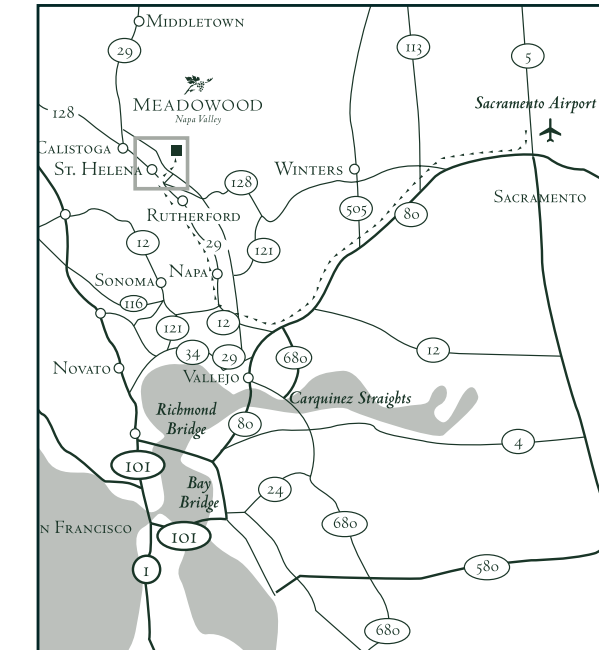 Middletown
29
113
5
Meadowood
Napa Valley
Sacramento Airport
128
Calistoga
St. Helena
Winters
128
Sacramento
Rutherford
505
80
12
29
121
Napa
Sonoma
116
12
121
34
29
680
12
Novato
Vallejo
Carquinez Straights
Richmond
Bridge
80
4
101
Bay
Bridge
24
n Francisco
101
680
1
580
680